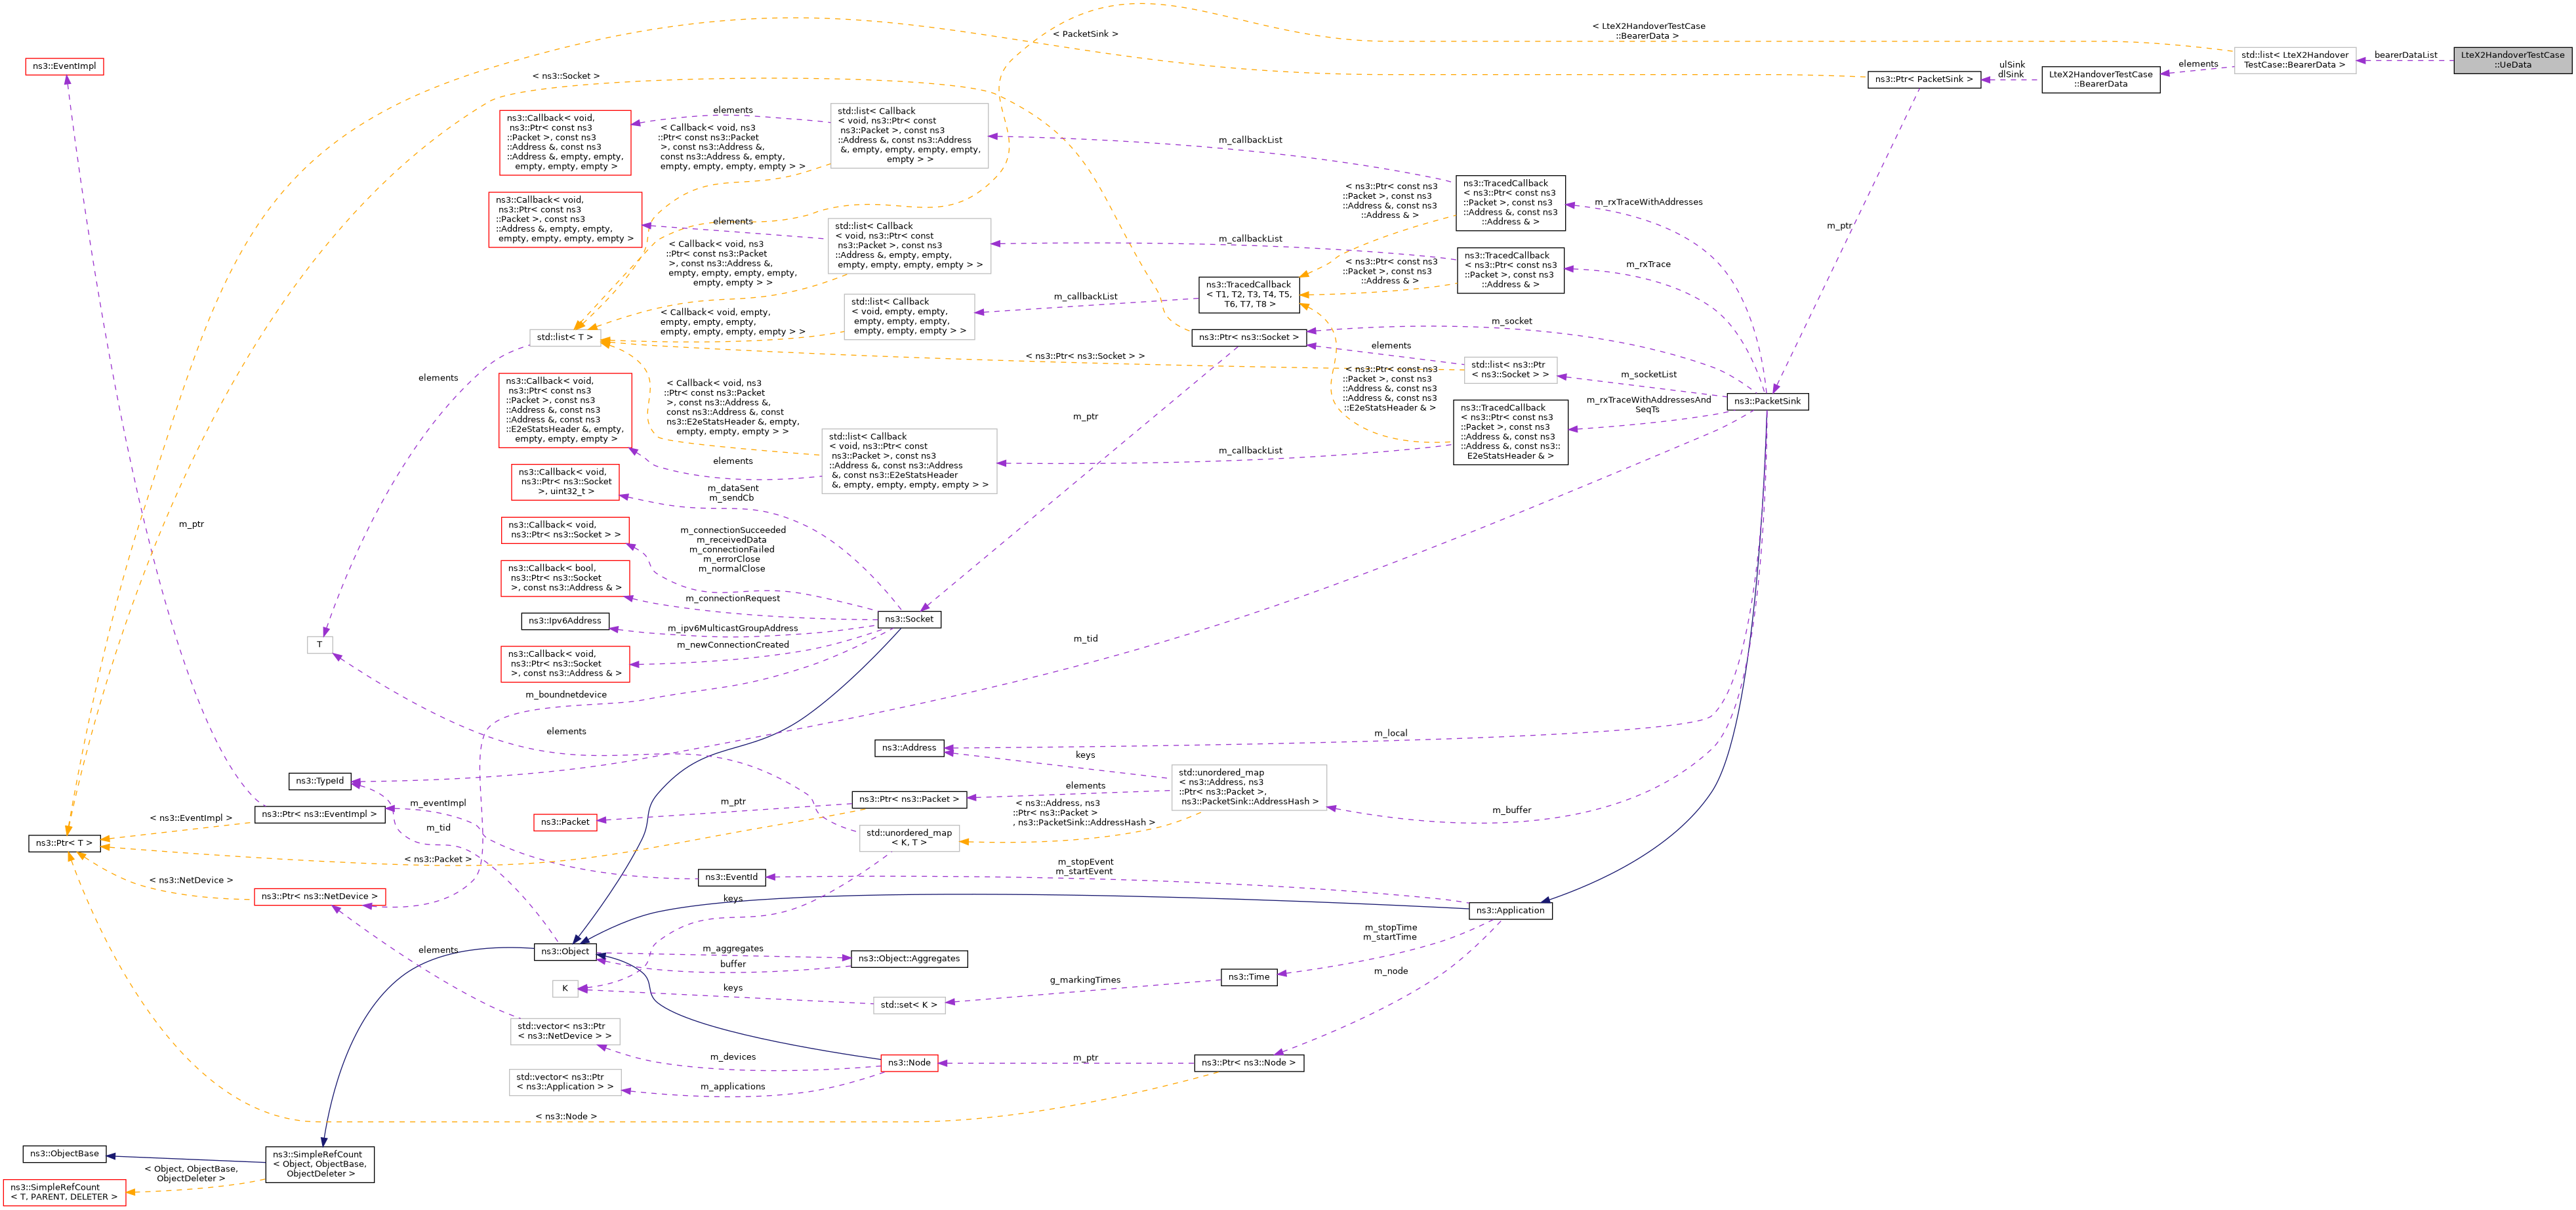 < LteX2HandoverTestCase
::BearerData >
< PacketSink >
LteX2HandoverTestCase
::UeData
bearerDataList
std::list< LteX2Handover
TestCase::BearerData >
elements
LteX2HandoverTestCase
::BearerData
ulSink
dlSink
ns3::Ptr< PacketSink >
ns3::EventImpl
< ns3::Socket >
ns3::Callback< void,
ns3::Ptr< const ns3
::Packet >, const ns3
::Address &, const ns3
::Address &, empty, empty,
empty, empty, empty >
elements
< Callback< void, ns3
::Ptr< const ns3::Packet
>, const ns3::Address &,
const ns3::Address &, empty,
empty, empty, empty, empty > >
std::list< Callback
< void, ns3::Ptr< const
ns3::Packet >, const ns3
::Address &, const ns3::Address
&, empty, empty, empty, empty,
empty > >
m_callbackList
ns3::TracedCallback
< ns3::Ptr< const ns3
::Packet >, const ns3
::Address &, const ns3
::Address & >
m_rxTraceWithAddresses
< ns3::Ptr< const ns3
::Packet >, const ns3
::Address &, const ns3
::Address & >
m_ptr
ns3::Callback< void,
ns3::Ptr< const ns3
::Packet >, const ns3
::Address &, empty, empty,
empty, empty, empty, empty >
elements
< Callback< void, ns3
::Ptr< const ns3::Packet
>, const ns3::Address &,
empty, empty, empty, empty,
empty, empty > >
std::list< Callback
< void, ns3::Ptr< const
ns3::Packet >, const ns3
::Address &, empty, empty,
empty, empty, empty, empty > >
m_callbackList
ns3::TracedCallback
< ns3::Ptr< const ns3
::Packet >, const ns3
::Address & >
m_rxTrace
< ns3::Ptr< const ns3
::Packet >, const ns3
::Address & >
ns3::TracedCallback
< T1, T2, T3, T4, T5,
T6, T7, T8 >
m_callbackList
std::list< Callback
< void, empty, empty,
empty, empty, empty,
empty, empty, empty > >
< Callback< void, empty,
empty, empty, empty,
empty, empty, empty, empty > >
std::list< T >
ns3::Ptr< ns3::Socket >
m_socket
elements
< ns3::Ptr< ns3::Socket > >
std::list< ns3::Ptr
< ns3::Socket > >
m_socketList
ns3::PacketSink
elements
ns3::Callback< void,
ns3::Ptr< const ns3
::Packet >, const ns3
::Address &, const ns3
::Address &, const ns3
::E2eStatsHeader &, empty,
empty, empty, empty >
< Callback< void, ns3
::Ptr< const ns3::Packet
>, const ns3::Address &,
const ns3::Address &, const
ns3::E2eStatsHeader &, empty,
empty, empty, empty > >
elements
std::list< Callback
< void, ns3::Ptr< const
ns3::Packet >, const ns3
::Address &, const ns3::Address
&, const ns3::E2eStatsHeader
&, empty, empty, empty, empty > >
m_ptr
m_callbackList
< ns3::Ptr< const ns3
::Packet >, const ns3
::Address &, const ns3
::Address &, const ns3
::E2eStatsHeader & >
ns3::TracedCallback
< ns3::Ptr< const ns3
::Packet >, const ns3
::Address &, const ns3
::Address &, const ns3::
E2eStatsHeader & >
m_rxTraceWithAddressesAnd
SeqTs
ns3::Callback< void,
ns3::Ptr< ns3::Socket
>, uint32_t >
m_dataSent
m_sendCb
m_ptr
ns3::Callback< void,
ns3::Ptr< ns3::Socket > >
m_connectionSucceeded
m_receivedData
m_connectionFailed
m_errorClose
m_normalClose
ns3::Callback< bool,
ns3::Ptr< ns3::Socket
>, const ns3::Address & >
m_connectionRequest
ns3::Ipv6Address
m_ipv6MulticastGroupAddress
ns3::Socket
T
m_newConnectionCreated
ns3::Callback< void,
ns3::Ptr< ns3::Socket
>, const ns3::Address & >
m_tid
m_boundnetdevice
elements
ns3::Address
m_local
keys
ns3::TypeId
std::unordered_map
< ns3::Address, ns3
::Ptr< ns3::Packet >,
ns3::PacketSink::AddressHash >
elements
m_buffer
ns3::Ptr< ns3::Packet >
m_ptr
ns3::Packet
< ns3::Address, ns3
::Ptr< ns3::Packet >
, ns3::PacketSink::AddressHash >
ns3::Ptr< ns3::EventImpl >
m_eventImpl
< ns3::EventImpl >
m_tid
std::unordered_map
< K, T >
ns3::Ptr< T >
< ns3::Packet >
< ns3::NetDevice >
ns3::EventId
m_stopEvent
m_startEvent
ns3::Ptr< ns3::NetDevice >
keys
ns3::Application
elements
ns3::Object
m_aggregates
buffer
ns3::Object::Aggregates
m_stopTime
m_startTime
m_node
ns3::Time
g_markingTimes
K
keys
std::set< K >
std::vector< ns3::Ptr
< ns3::NetDevice > >
m_devices
ns3::Node
m_ptr
ns3::Ptr< ns3::Node >
std::vector< ns3::Ptr
< ns3::Application > >
m_applications
< ns3::Node >
ns3::ObjectBase
ns3::SimpleRefCount
< Object, ObjectBase,
ObjectDeleter >
< Object, ObjectBase,
ObjectDeleter >
ns3::SimpleRefCount
< T, PARENT, DELETER >